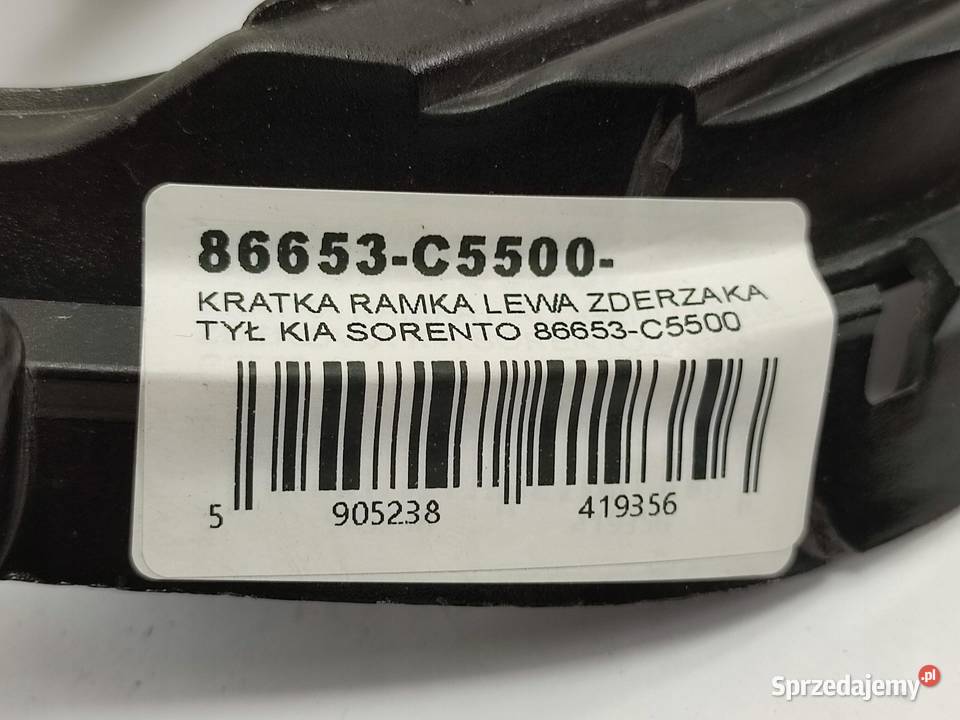 86653-C5500-
KRATKA RAMKA LEWA ZDERZAKA
TYŁ KIA SORENTO 86653-C5500
5 905238 419356
Sprzedajemy.pl